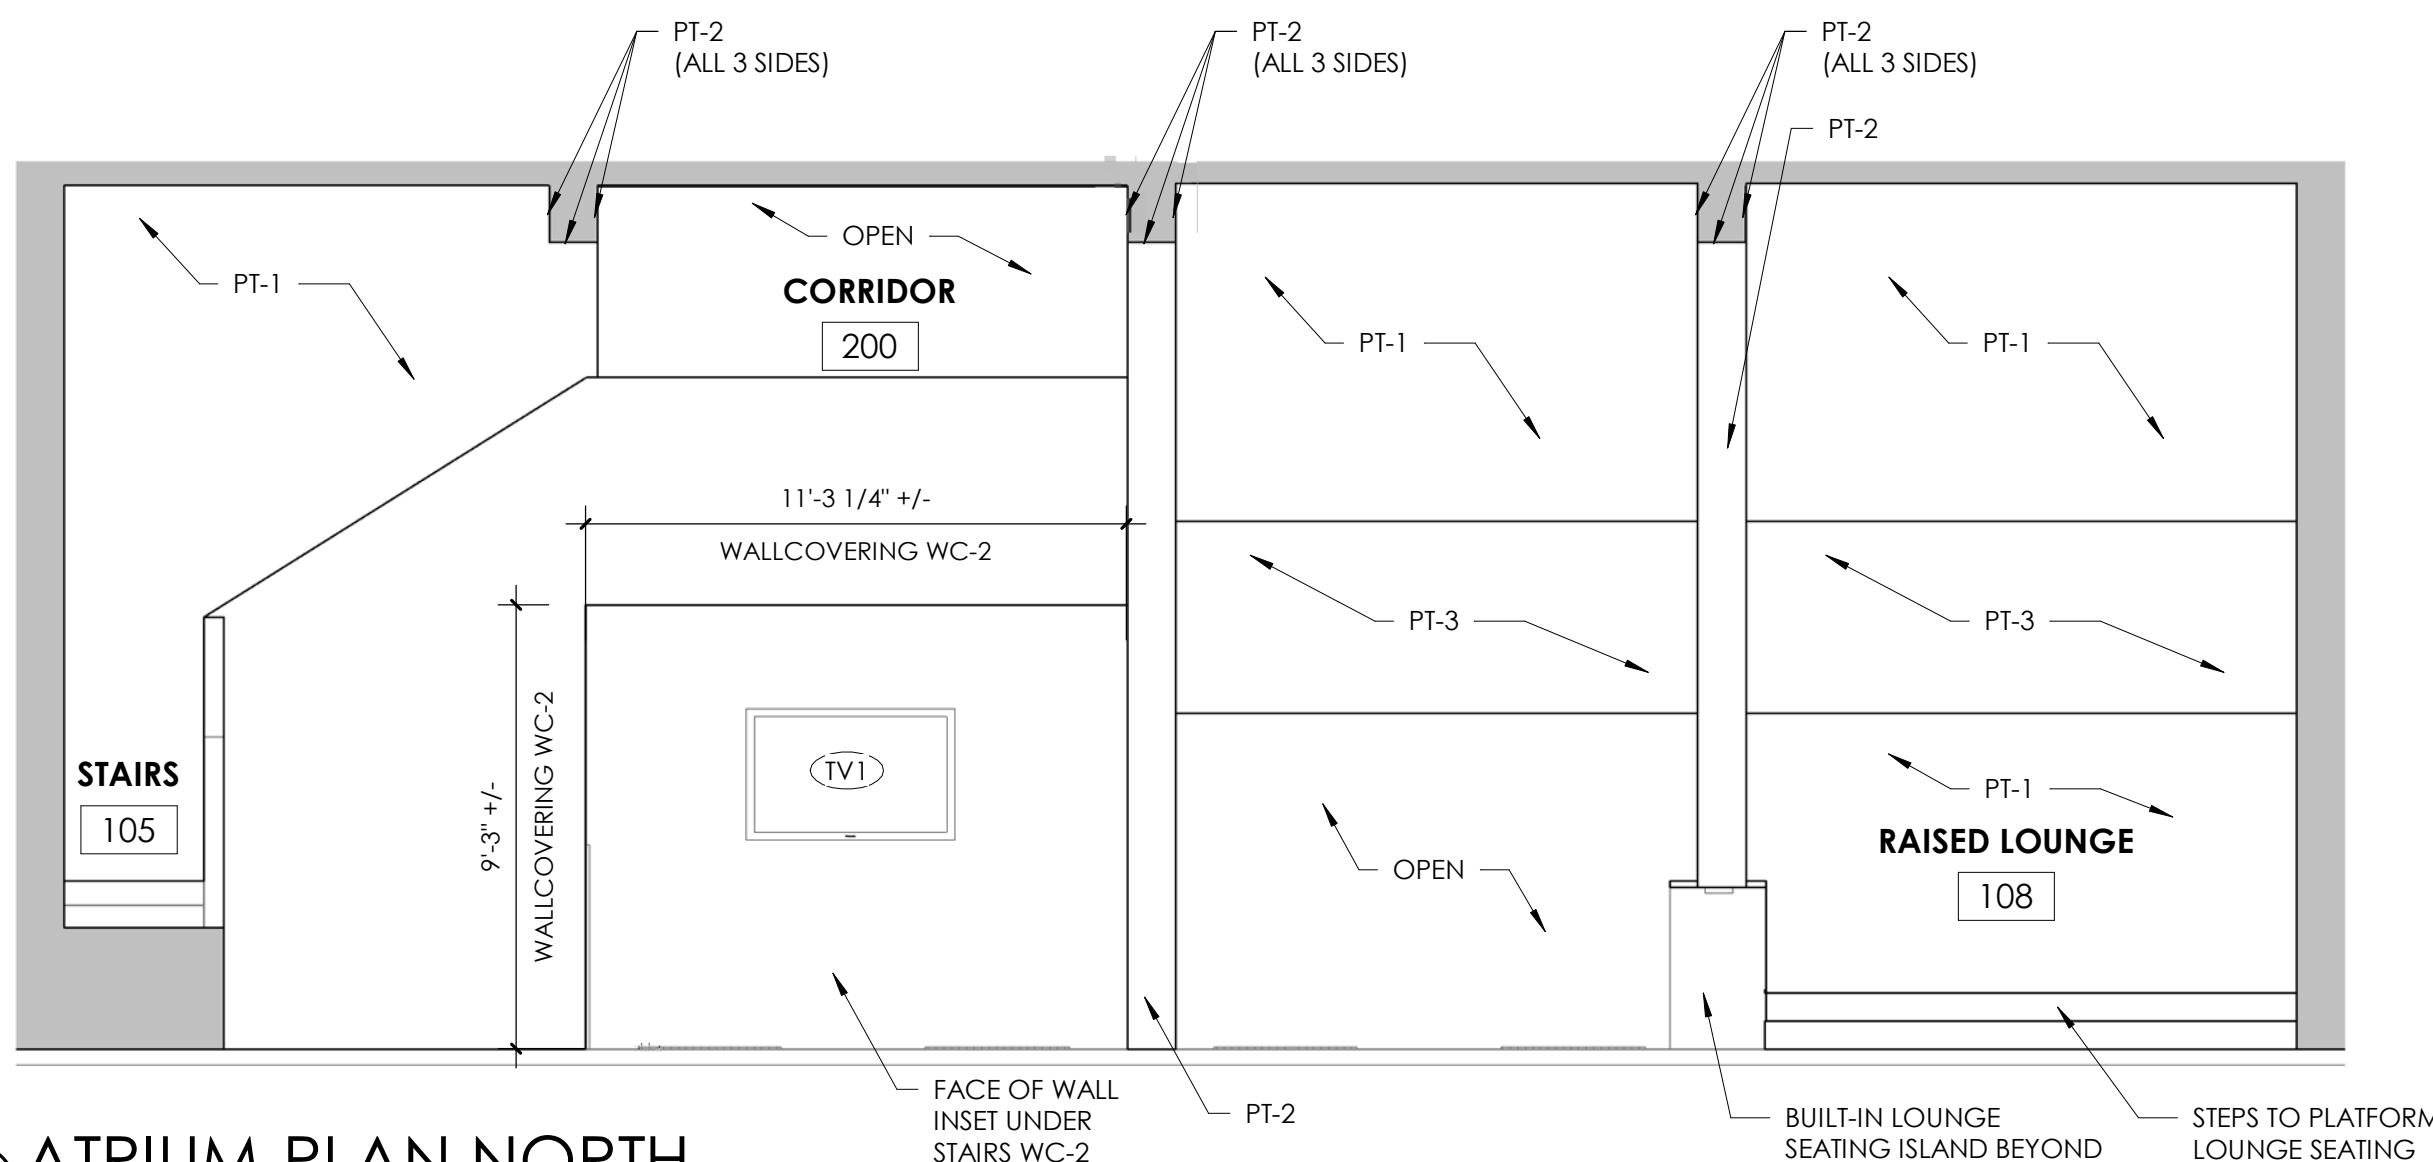 PT-2
(ALL 3 SIDES)
PT-2
(ALL 3 SIDES)
PT-2
(ALL 3 SIDES)
PT-2
OPEN
PT-1
CORRIDOR
200
PT-1
PT-1
11'-3 1/4" +/-
WALLCOVERING WC-2
PT-3
PT-3
9'-3" +/-
WALLCOVERING WC-2
STAIRS
105
TV1
OPEN
PT-1
RAISED LOUNGE
108
FACE OF WALL
INSET UNDER
STAIRS WC-2
PT-2
BUILT-IN LOUNGE
SEATING ISLAND BEYOND
STEPS TO PLATFORM
LOUNGE SEATING
ATRIUM PLAN NORTH